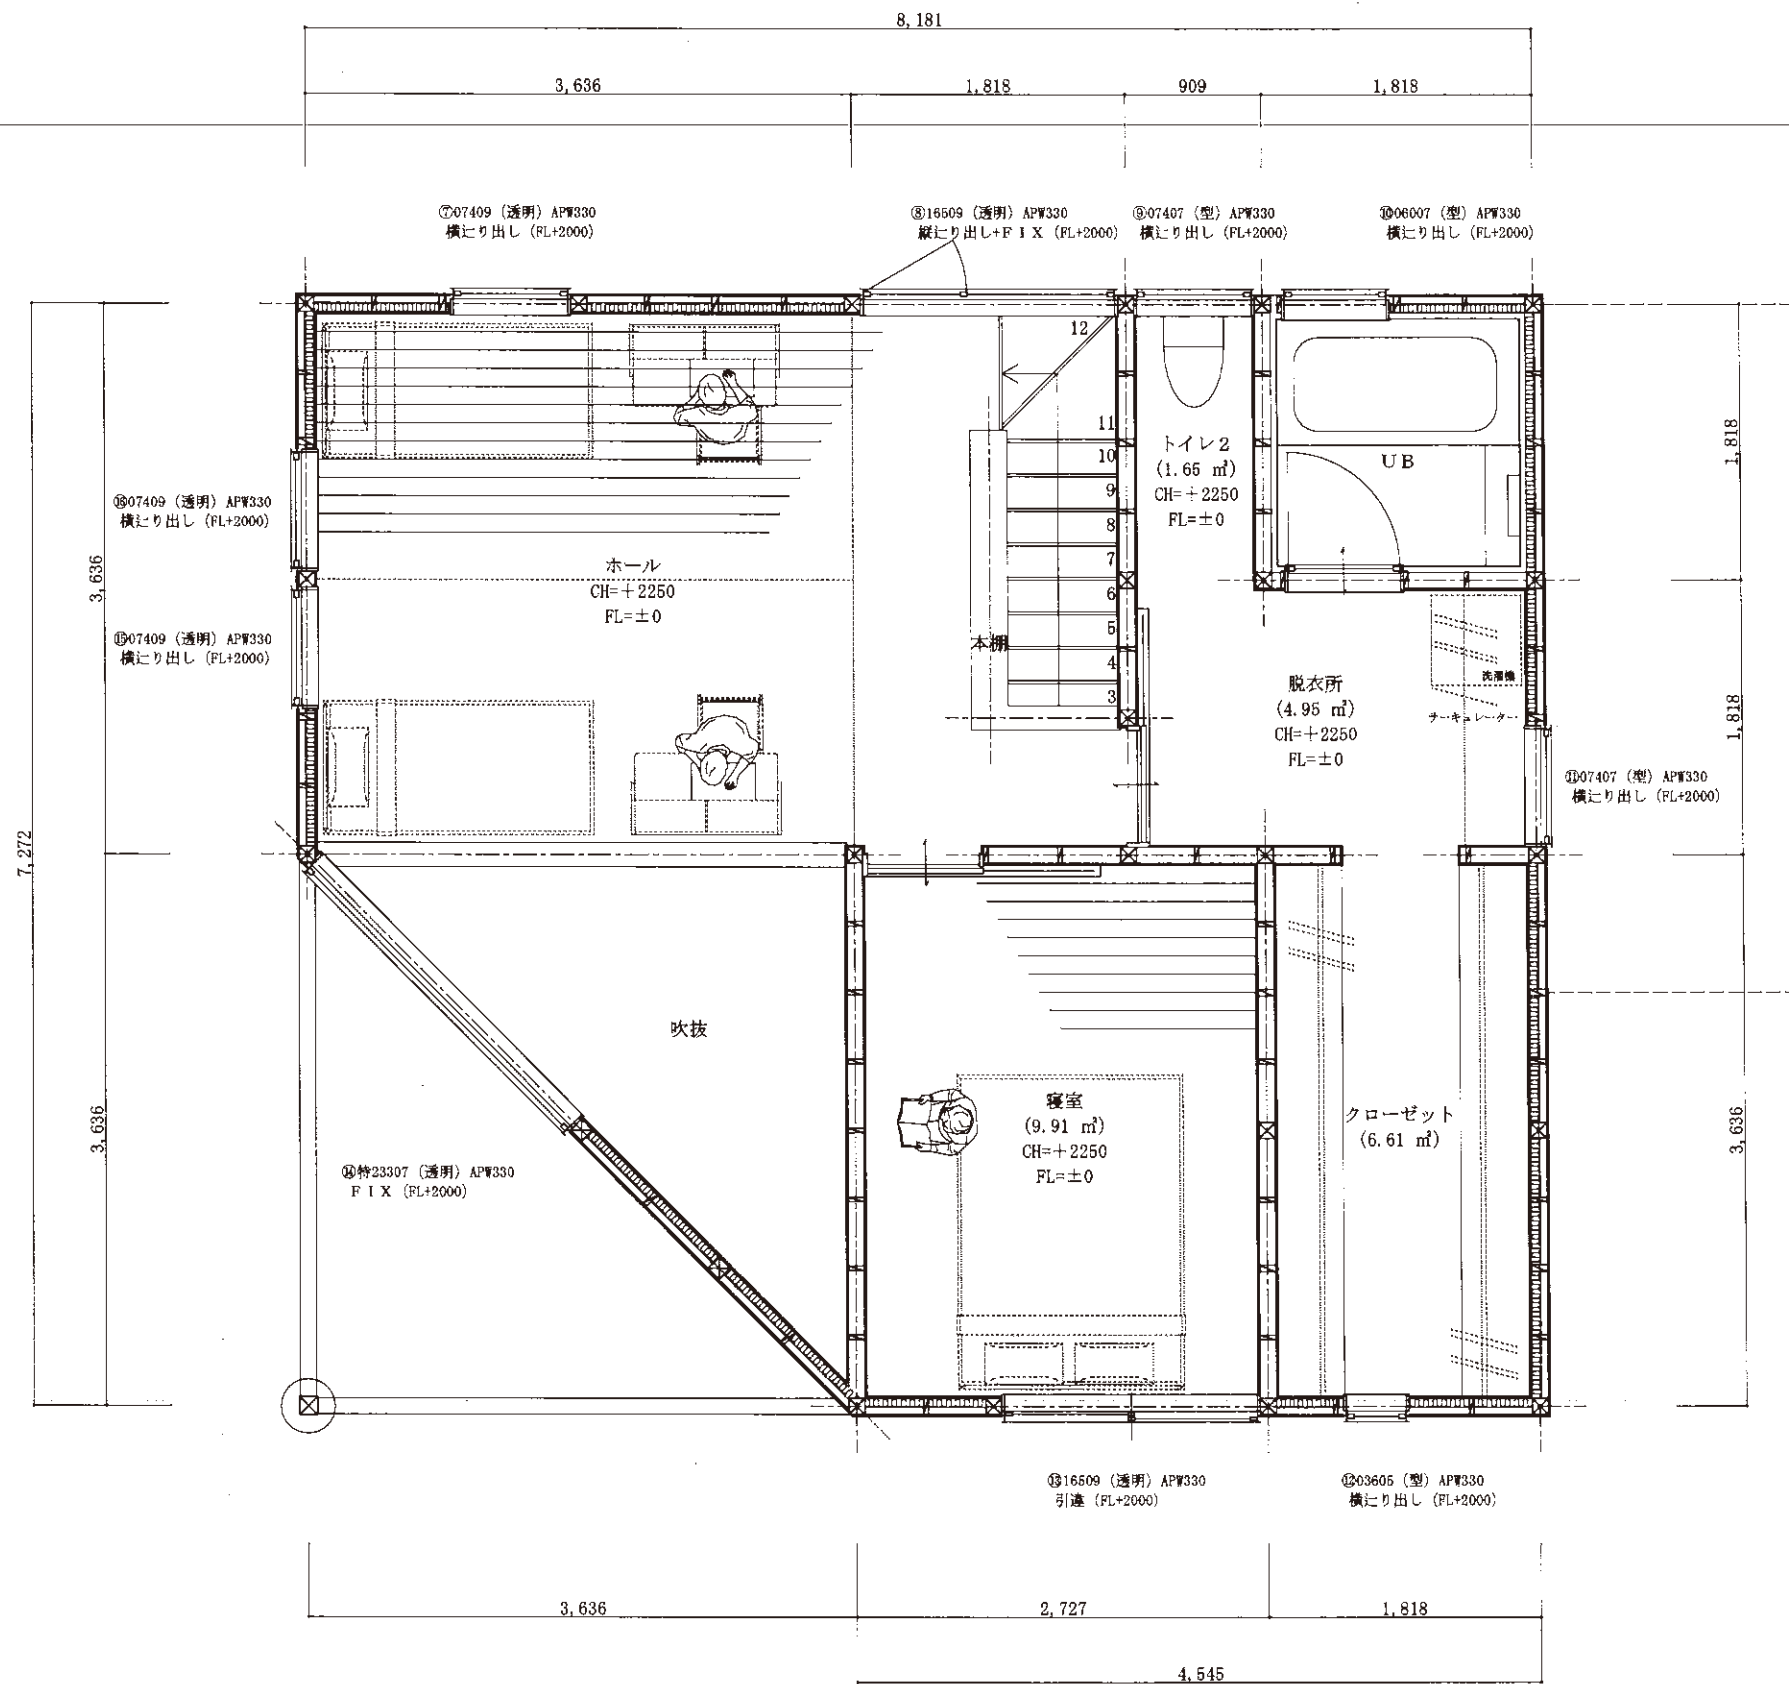 8,181
3,636
1,818
909
1,818
⑦07409 (透明) APW330
横辷り出し (FL+2000)
⑧16509 (透明) APW330
縦辷り出し+FIX (FL+2000)
⑨07407 (型) APW330
横辷り出し (FL+2000)
⑩06007 (型) APW330
横辷り出し (FL+2000)
12
11
10
9
8
7
6
5
4
3
トイレ2
(1.65 ㎡)
CH=+2250
FL=±0
UB
1,818
⑯07409 (透明) APW330
横辷り出し (FL+2000)
3,636
ホール
CH=+2250
FL=±0
⑮07409 (透明) APW330
横辷り出し (FL+2000)
本棚
脱衣所
(4.95 ㎡)
CH=+2250
FL=±0
洗濯機
サーキュレーター
1,818
⑪07407 (型) APW330
横辷り出し (FL+2000)
7,272
吹抜
3,636
寝室
(9.91 ㎡)
CH=+2250
FL=±0
クローゼット
(6.61 ㎡)
3,636
⑭特23307 (透明) APW330
FIX (FL+2000)
⑬16509 (透明) APW330
引違 (FL+2000)
⑫03605 (型) APW330
横辷り出し (FL+2000)
3,636
2,727
1,818
4,545